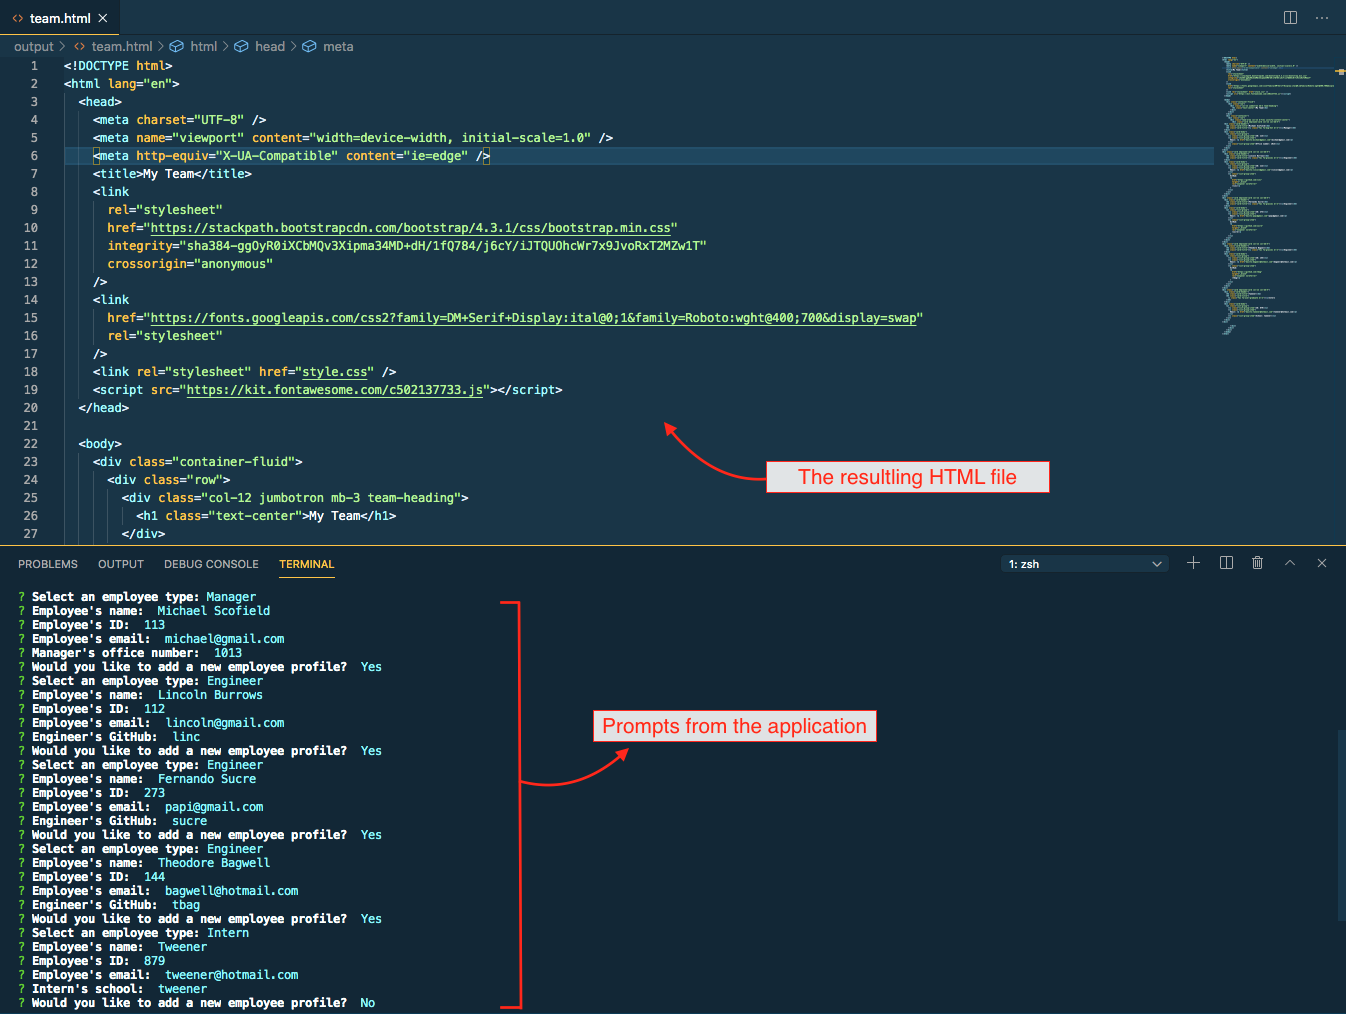 team.html
output > team.html > html > head > meta
1 <!DOCTYPE html>
2 <html lang="en">
3 <head>
4 <meta charset="UTF-8" />
5 <meta name="viewport" content="width=device-width, initial-scale=1.0" />
6 <meta http-equiv="X-UA-Compatible" content="ie=edge" />
7 <title>My Team</title>
8 <link
9 rel="stylesheet"
10 href="https://stackpath.bootstrapcdn.com/bootstrap/4.3.1/css/bootstrap.min.css"
11 integrity="sha384-ggOyR0iXCbMQv3Xipma34MD+dH/1fQ784/j6cY/iJTQUOhcWr7x9JvoRxT2MZw1T"
12 crossorigin="anonymous"
13 />
14 <link
15 href="https://fonts.googleapis.com/css2?family=DM+Serif+Display:ital@0;1&family=Roboto:wght@400;700&display=swap"
16 rel="stylesheet"
17 />
18 <link rel="stylesheet" href="style.css" />
19 <script src="https://kit.fontawesome.com/c502137733.js"></script>
20 </head>
21
22 <body>
23 <div class="container-fluid">
24 <div class="row">
25 <div class="col-12 jumbotron mb-3 team-heading">
26 <h1 class="text-center">My Team</h1>
27 </div>
The resultling HTML file
PROBLEMS OUTPUT DEBUG CONSOLE TERMINAL 1: zsh
? Select an employee type: Manager
? Employee's name: Michael Scofield
? Employee's ID: 113
? Employee's email: michael@gmail.com
? Manager's office number: 1013
? Would you like to add a new employee profile? Yes
? Select an employee type: Engineer
? Employee's name: Lincoln Burrows
? Employee's ID: 112
? Employee's email: lincoln@gmail.com
? Engineer's GitHub: linc
? Would you like to add a new employee profile? Yes
? Select an employee type: Engineer
? Employee's name: Fernando Sucre
? Employee's ID: 273
? Employee's email: papi@gmail.com
? Engineer's GitHub: sucre
? Would you like to add a new employee profile? Yes
? Select an employee type: Engineer
? Employee's name: Theodore Bagwell
? Employee's ID: 144
? Employee's email: bagwell@hotmail.com
? Engineer's GitHub: tbag
? Would you like to add a new employee profile? Yes
? Select an employee type: Intern
? Employee's name: Tweener
? Employee's ID: 879
? Employee's email: tweener@hotmail.com
? Intern's school: tweener
? Would you like to add a new employee profile? No
Prompts from the application